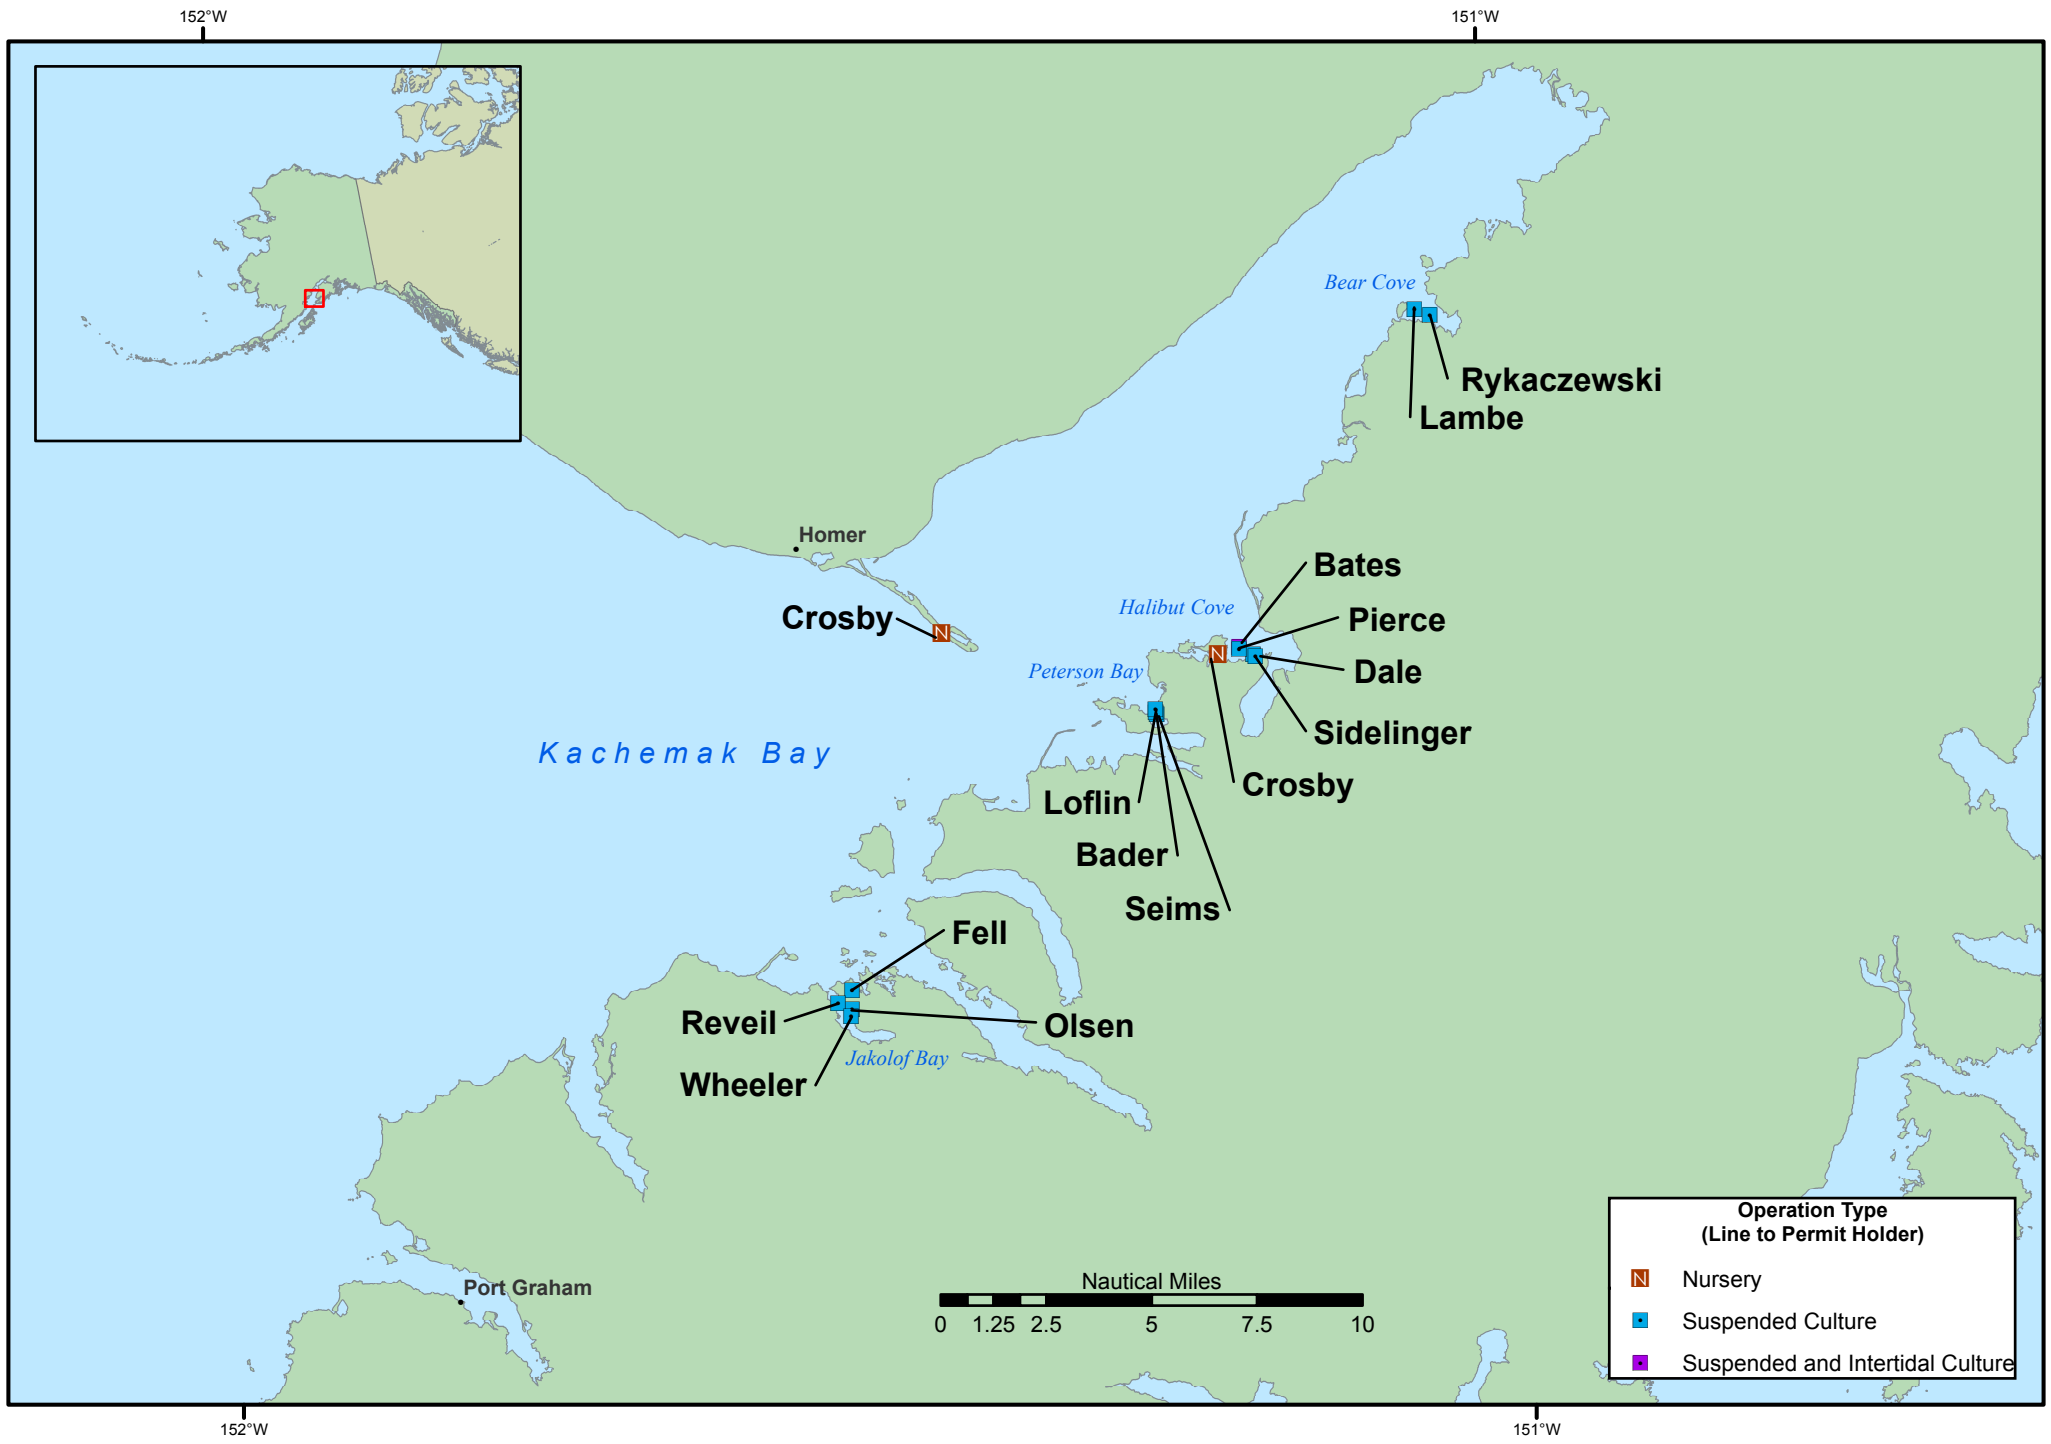 152°W
151°W
Bear Cove
Rykaczewski
Lambe
Homer
Bates
Halibut Cove
Crosby
Pierce
Peterson Bay
Dale
Sidelinger
Kachemak Bay
Crosby
Loflin
Bader
Seims
Fell
Reveil
Olsen
Jakolof Bay
Wheeler
Port Graham
Nautical Miles
0 1.25 2.5 5 7.5 10
Operation Type
(Line to Permit Holder)
N Nursery
Suspended Culture
Suspended and Intertidal Culture
152°W
151°W